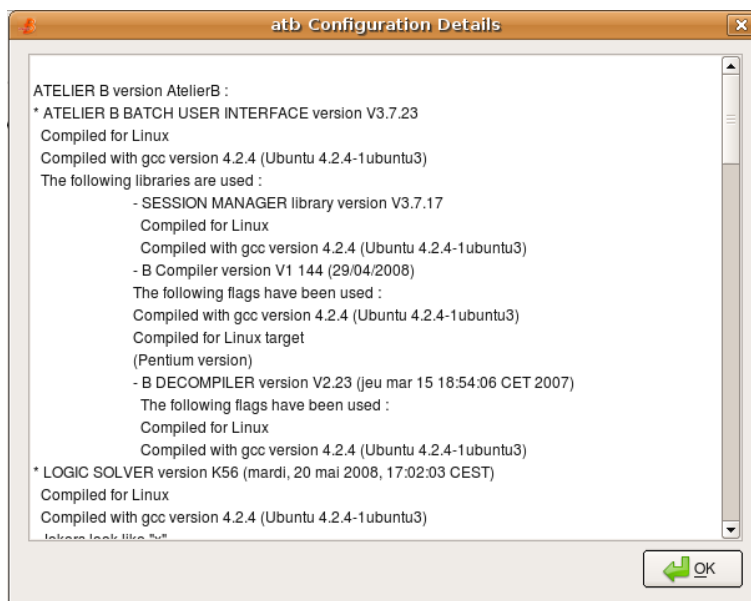 atb Configuration Details
ATELIER B version AtelierB :
* ATELIER B BATCH USER INTERFACE version V3.7.23
Compiled for Linux
Compiled with gcc version 4.2.4 (Ubuntu 4.2.4-1ubuntu3)
The following libraries are used :
- SESSION MANAGER library version V3.7.17
Compiled for Linux
Compiled with gcc version 4.2.4 (Ubuntu 4.2.4-1ubuntu3)
- B Compiler version V1 144 (29/04/2008)
The following flags have been used :
Compiled with gcc version 4.2.4 (Ubuntu 4.2.4-1ubuntu3)
Compiled for Linux target
(Pentium version)
- B DECOMPILER version V2.23 (jeu mar 15 18:54:06 CET 2007)
The following flags have been used :
Compiled for Linux
Compiled with gcc version 4.2.4 (Ubuntu 4.2.4-1ubuntu3)
* LOGIC SOLVER version K56 (mardi, 20 mai 2008, 17:02:03 CEST)
Compiled for Linux
Compiled with gcc version 4.2.4 (Ubuntu 4.2.4-1ubuntu3)
Jokers look like "x"
OK